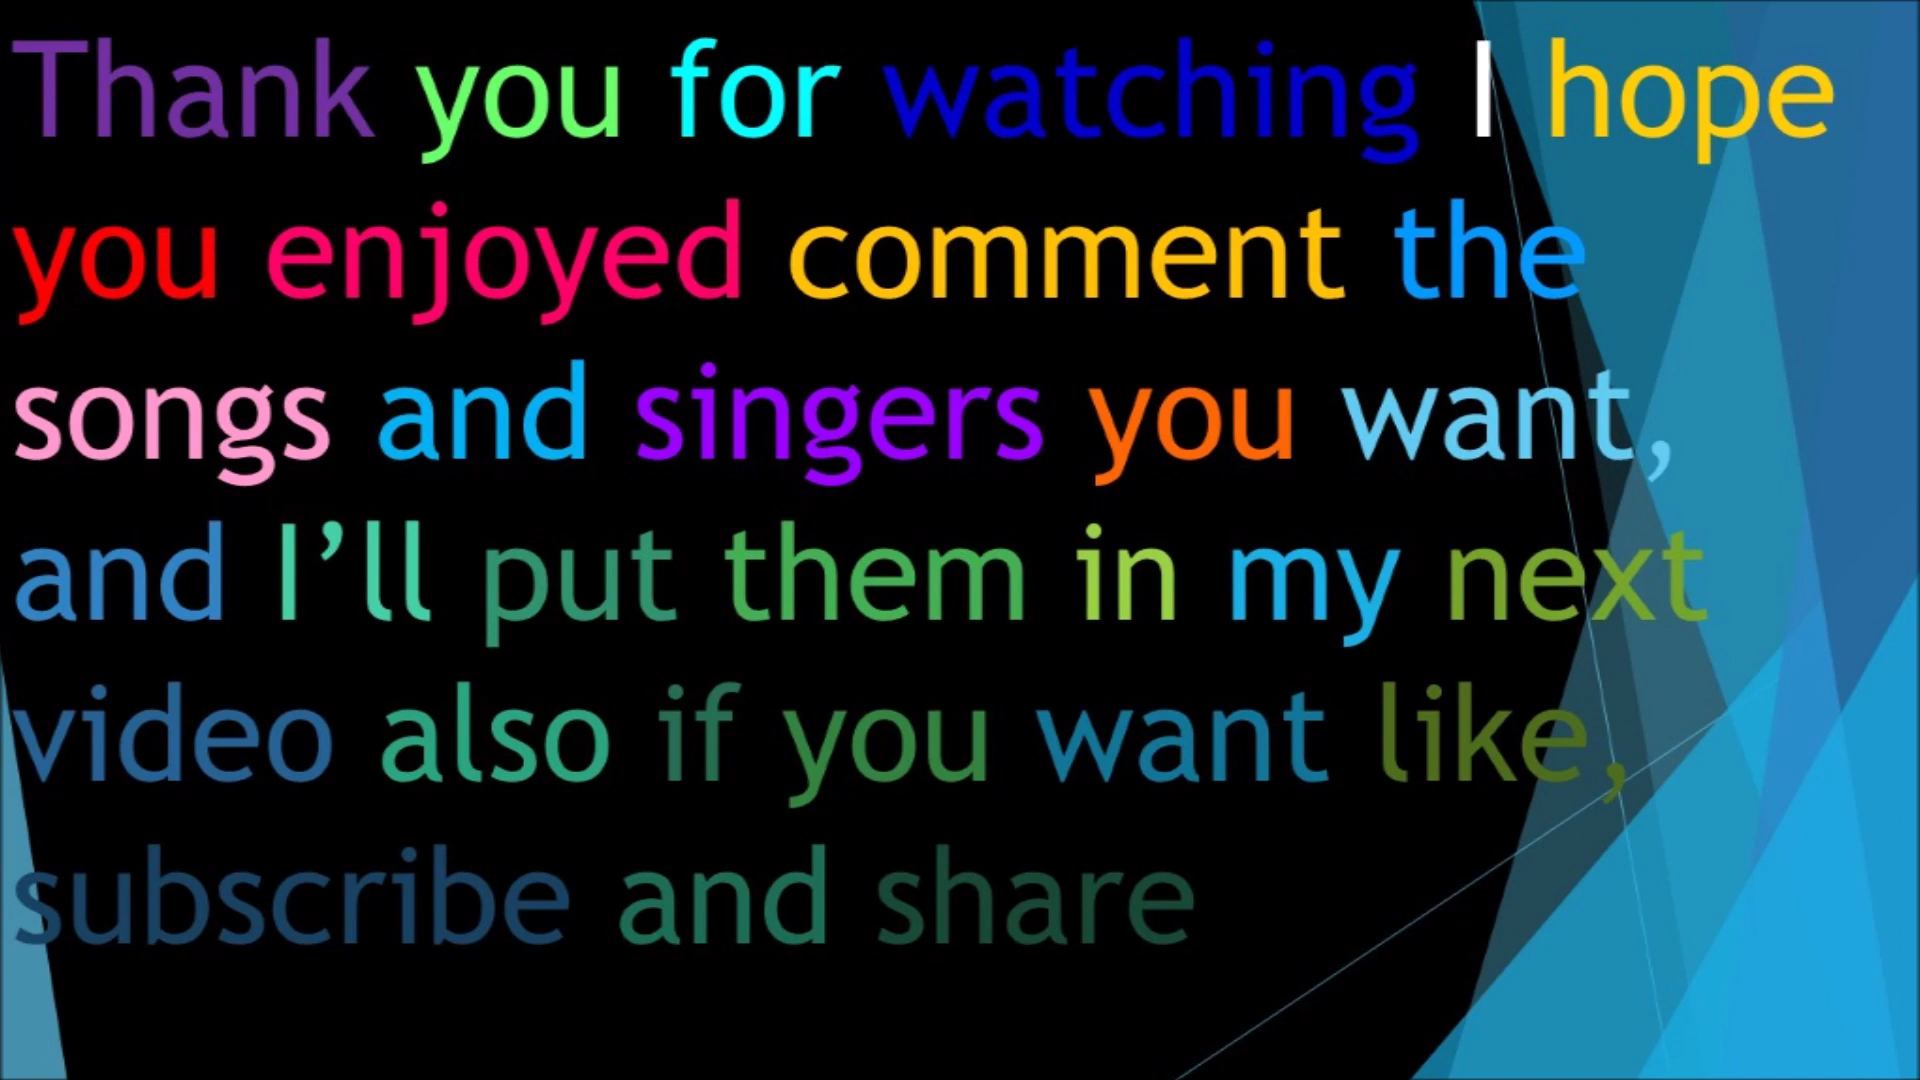 Thank you for watching I hope
you enjoyed comment the
songs and singers you want,
and I’ll put them in my next
video also if you want like,
subscribe and share